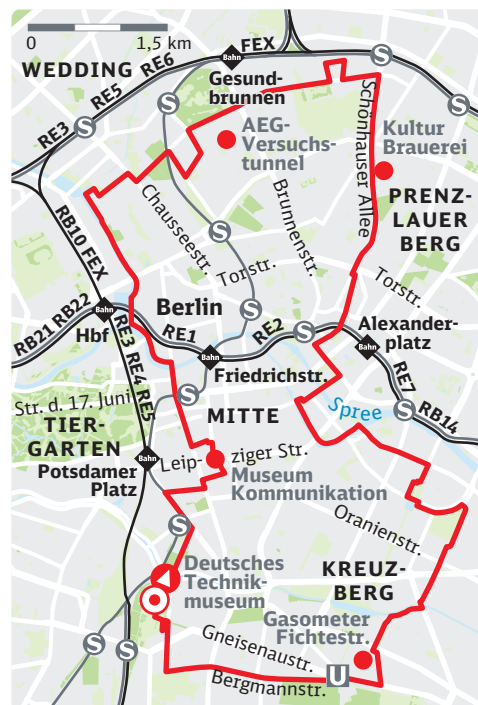 0 1,5 km
FEX
WEDDING
RE6
RE5
RE3
Bahn
Gesund-
brunnen
S
S
S
S
AEG-
Versuchs-
tunnel
Kultur
Brauerei
Schönhauser Allee
PRENZ-
LAUER
BERG
Chausseestr.
Brunnenstr.
S
Torstr.
Torstr.
RB10 FEX
Berlin
RB21 RB22
Bahn
Hbf
RE1
S
RE2
S
Alexander-
platz
Bahn
RE3 RE4 RE5
Bahn
Friedrichstr.
RE7
RB14
S
Str. d. 17. Juni
S
MITTE
Spree
TIER-
GARTEN
Potsdamer
Platz
Bahn
Leip- ziger Str.
Museum
Kommunikation
S
Oranienstr.
Deutsches
Technik-
museum
KREUZ-
BERG
Gasometer
Fichtestr.
Gneisenaustr.
S
S
U
Bergmannstr.